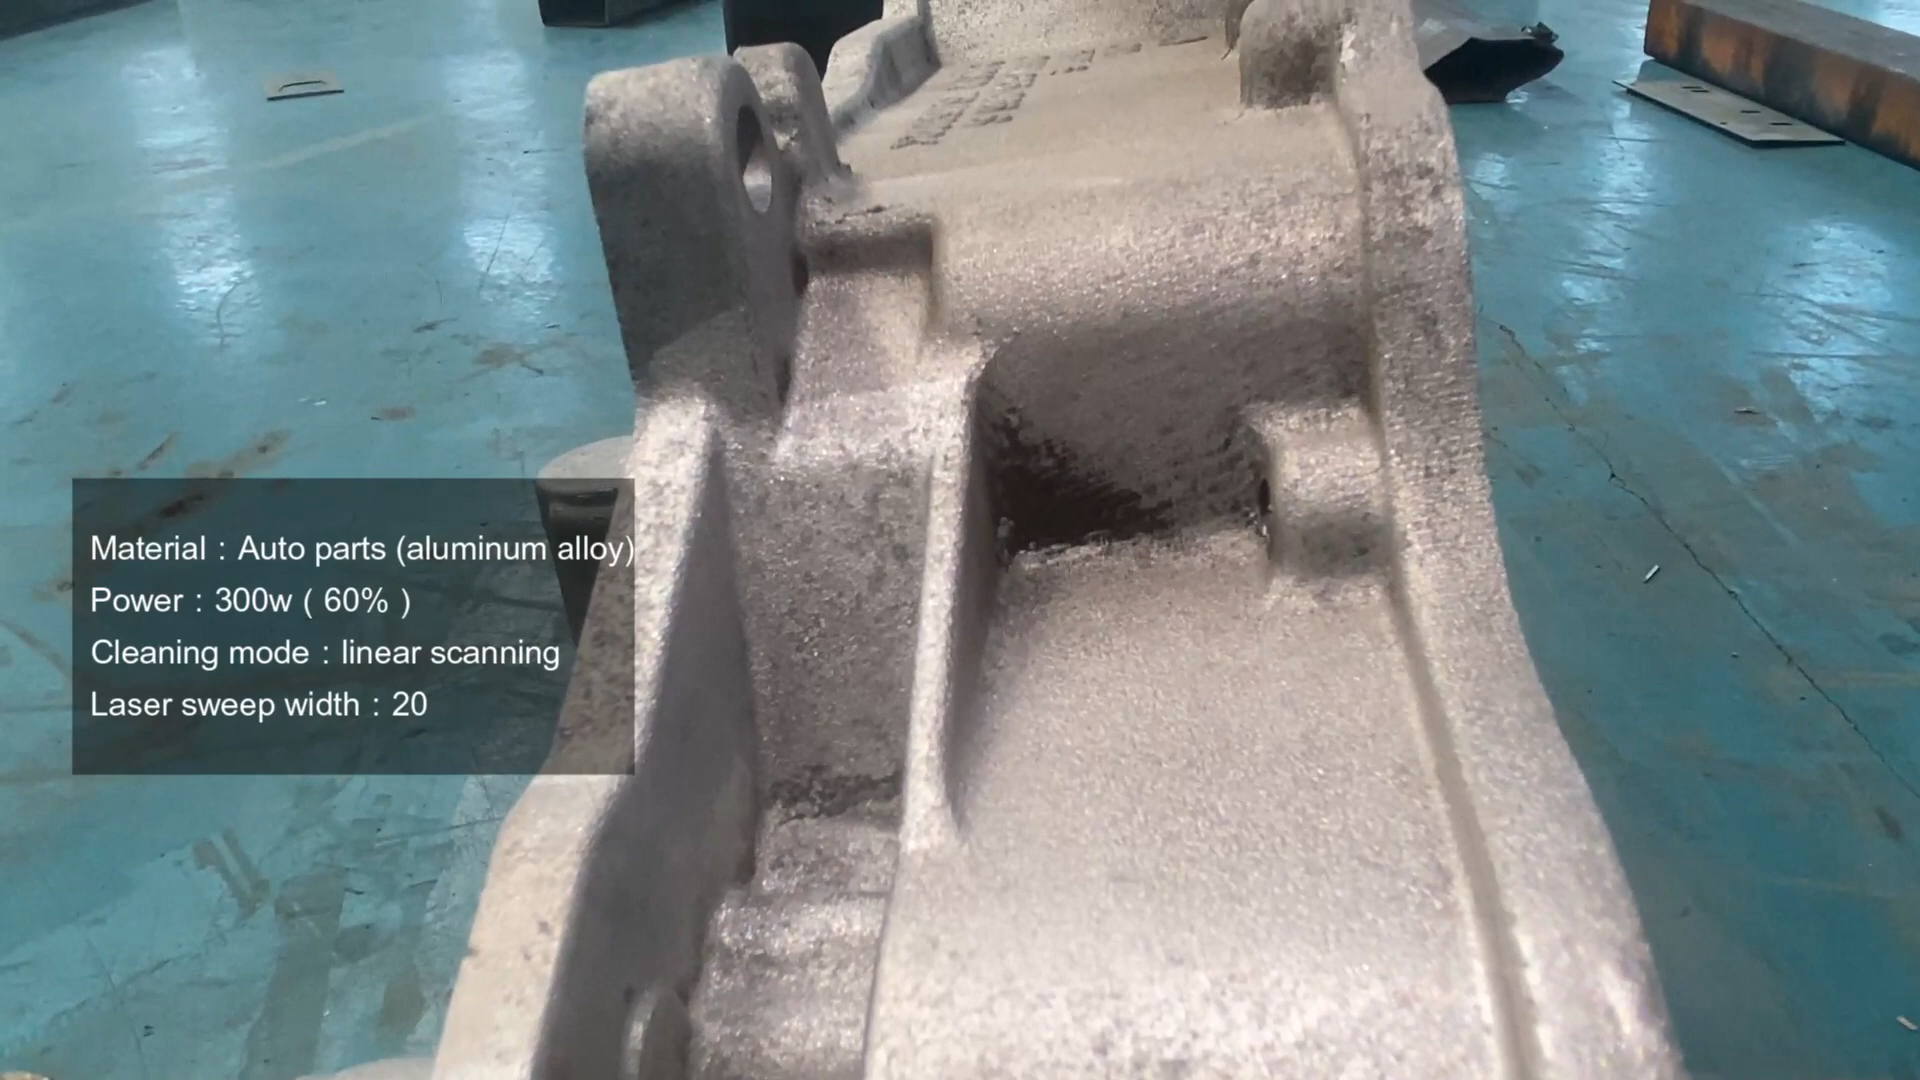 Material : Auto parts (aluminum alloy)
Power : 300w ( 60% )
Cleaning mode : linear scanning
Laser sweep width : 20